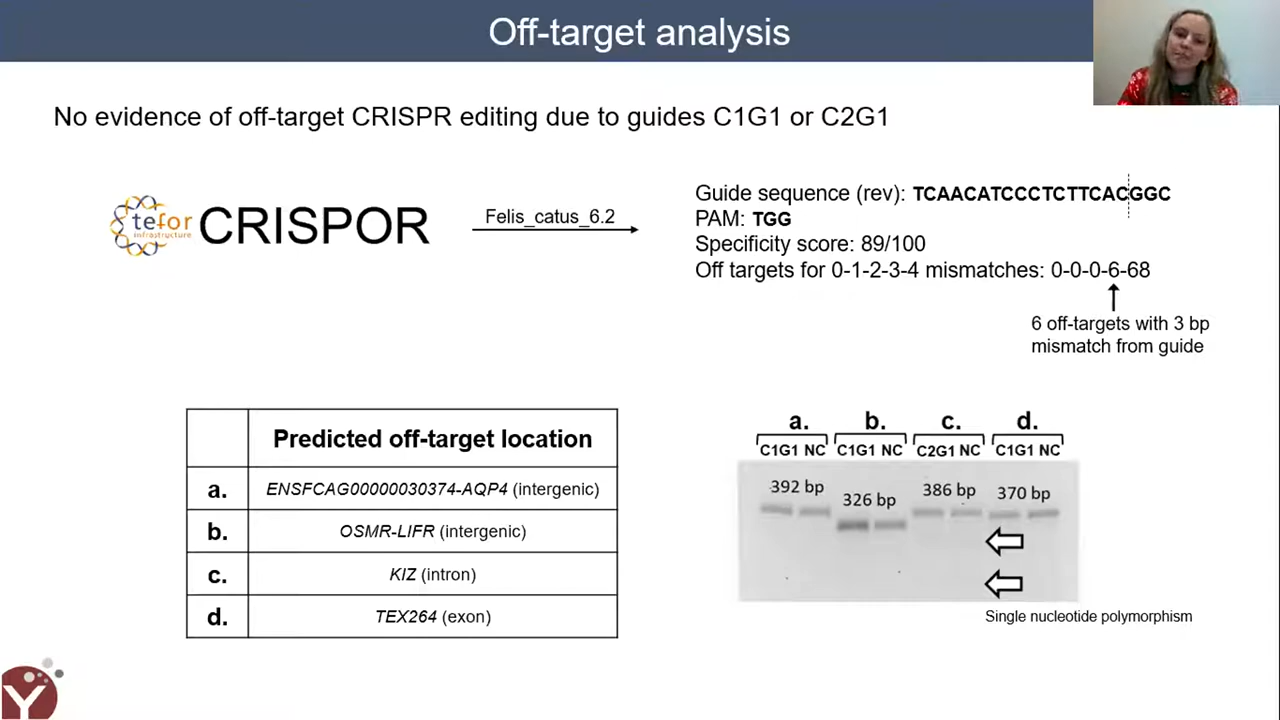 Off-target analysis
No evidence of off-target CRISPR editing due to guides C1G1 or C2G1
tefor
infrastructure
CRISPOR
Felis_catus_6.2
Guide sequence (rev): TCAACATCCCTCTTCACGGC
PAM: TGG
Specificity score: 89/100
Off targets for 0-1-2-3-4 mismatches: 0-0-0-6-68
6 off-targets with 3 bp
mismatch from guide
Predicted off-target location
a. ENSFCAG00000030374-AQP4 (intergenic)
b. OSMR-LIFR (intergenic)
c. KIZ (intron)
d. TEX264 (exon)
a. b. c. d.
C1G1 NC C1G1 NC C2G1 NC C1G1 NC
392 bp 326 bp 386 bp 370 bp
Single nucleotide polymorphism
Y